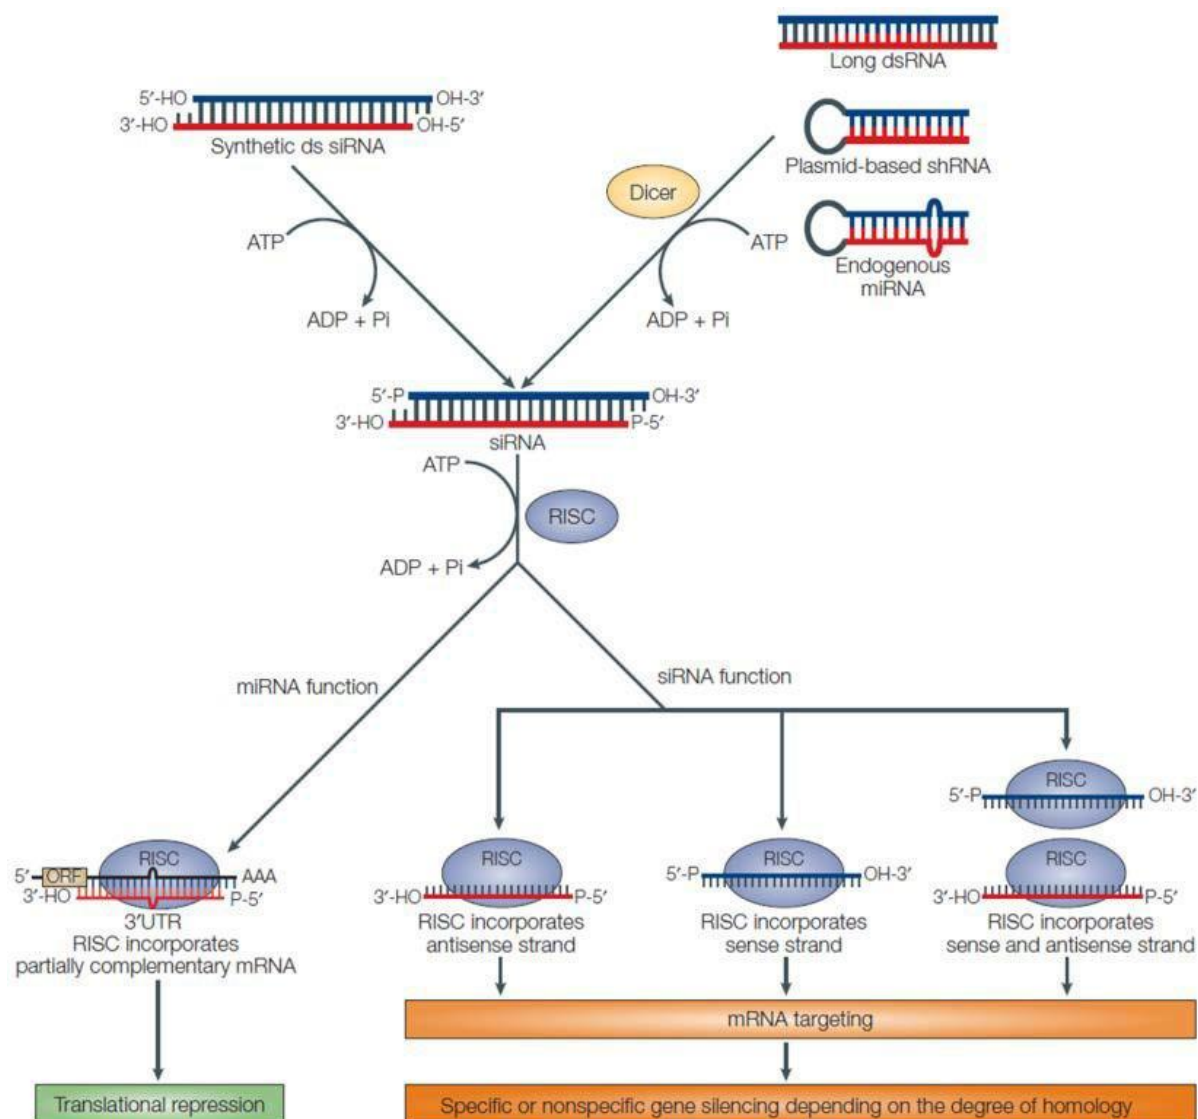 Long dsRNA
5′-HO
OH-3′
3′-HO
OH-5′
Synthetic ds siRNA
Plasmid-based shRNA
Dicer
ATP
ATP
Endogenous
miRNA
ADP + Pi
ADP + Pi
5′-P
OH-3′
3′-HO
P-5′
siRNA
ATP
RISC
ADP + Pi
miRNA function
siRNA function
RISC
5′-P
OH-3′
RISC
5′
ORF
AAA
3′-HO
P-5′
3′UTR
RISC incorporates
partially complementary mRNA
RISC
3′-HO
P-5′
RISC incorporates
antisense strand
RISC
5′-P
OH-3′
RISC incorporates
sense strand
RISC
3′-HO
P-5′
RISC incorporates
sense and antisense strand
mRNA targeting
Translational repression
Specific or nonspecific gene silencing depending on the degree of homology